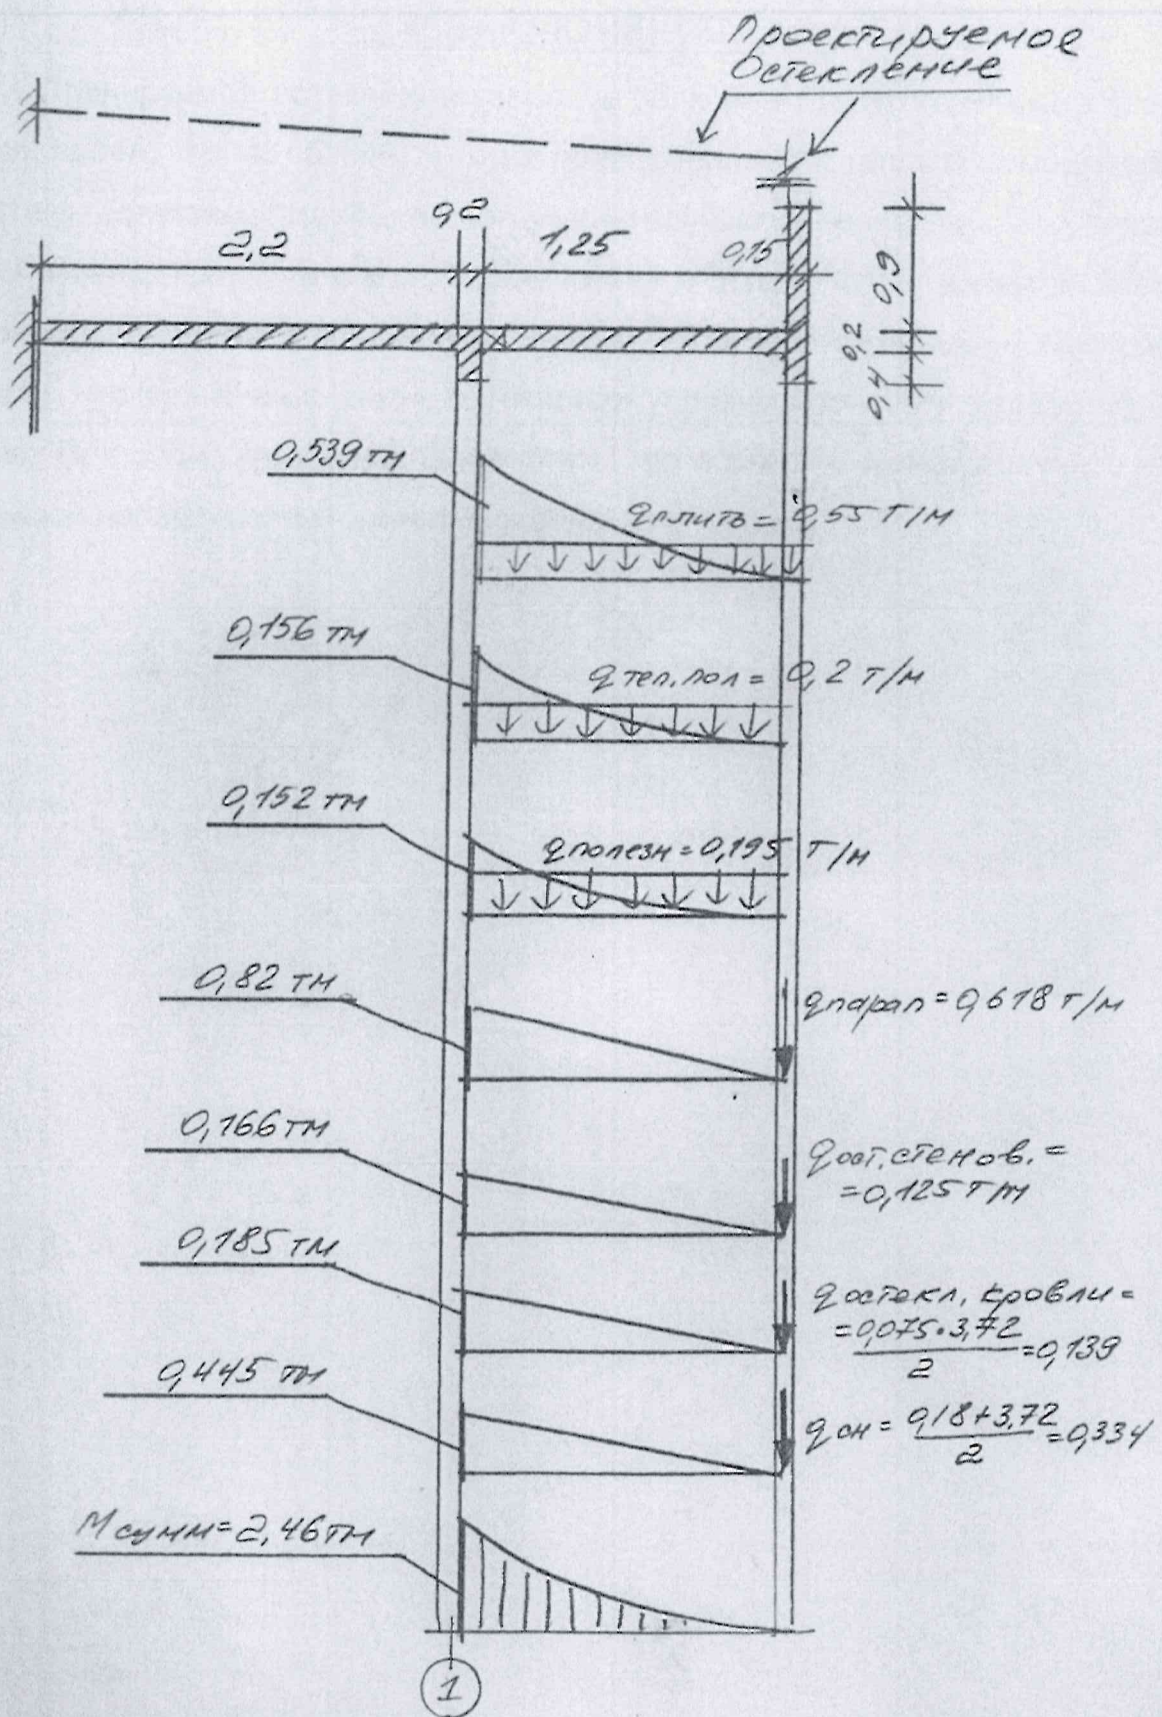 Проектируемое
Остекление
0,2
2,2
1,25
0,15
0,9
0,2
0,4
0,539 тм
qплиты = 0,55 Т/м
0,156 тм
q теп.пол = 0,2 т/м
0,152 тм
qполезн = 0,195 Т/м
0,82 тм
qпарап = 0,618 т/м
0,166 тм
qост.стенов. =
= 0,125 т/м
0,185 тм
qостекл. кровли =
= 0,075·3,72 / 2 = 0,139
0,445 тм
qсн = 0,18+3,72 / 2 = 0,334
М сумм = 2,46 тм
1